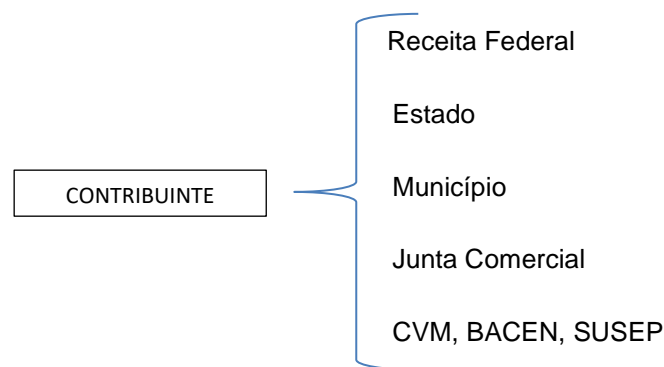 Receita Federal
Estado
CONTRIBUINTE
Município
Junta Comercial
CVM, BACEN, SUSEP